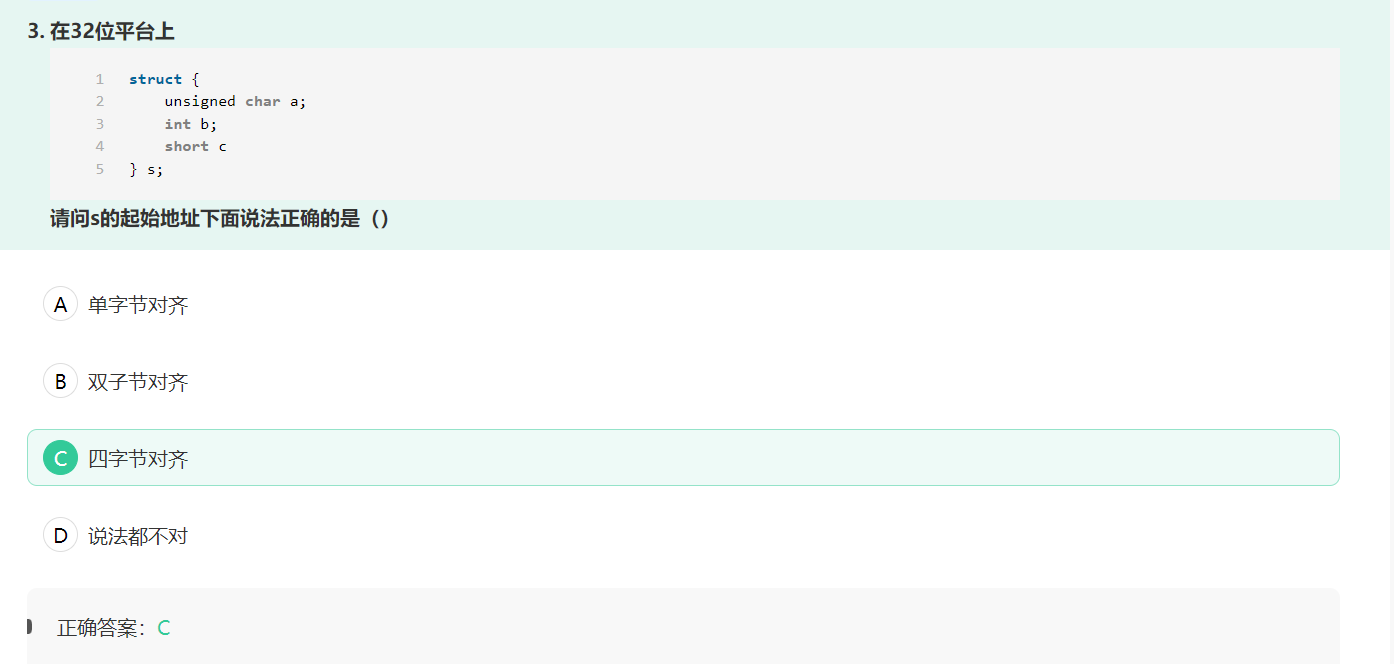 3. 在32位平台上
1 struct {
2 unsigned char a;
3 int b;
4 short c
5 } s;
请问s的起始地址下面说法正确的是（）
A 单字节对齐
B 双子节对齐
C 四字节对齐
D 说法都不对
正确答案：C